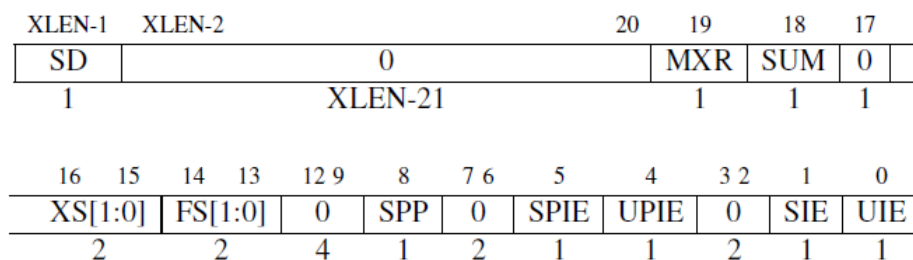 XLEN-1 XLEN-2 20 19 18 17
SD 0 MXR SUM 0
1 XLEN-21 1 1 1
16 15 14 13 12 9 8 7 6 5 4 3 2 1 0
XS[1:0] FS[1:0] 0 SPP 0 SPIE UPIE 0 SIE UIE
2 2 4 1 2 1 1 2 1 1